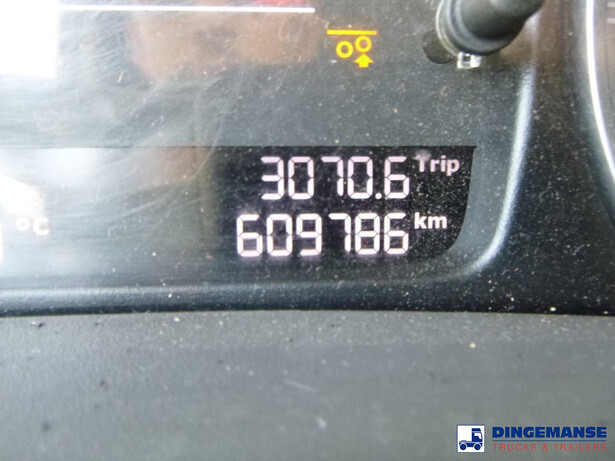 3070.6 Trip
°C
609786 km
DINGEMANSE
TRUCKS & TRAILERS